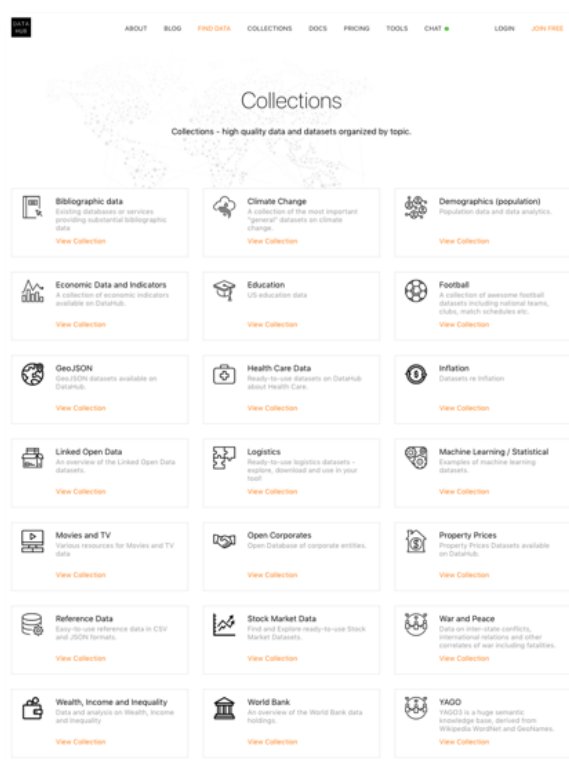 DATA
HUB
ABOUT BLOG FIND DATA COLLECTIONS DOCS PRICING TOOLS CHAT LOGIN JOIN FREE
Collections
Collections - high quality data and datasets organized by topic.
Bibliographic data
Existing databases or services
providing substantial bibliographic
data
View Collection
Climate Change
A collection of the most important
"general" datasets on climate
change.
View Collection
Demographics (population)
Population data and data analytics.
View Collection
Economic Data and Indicators
A collection of economic indicators
available on DataHub.
View Collection
Education
US education data
View Collection
Football
A collection of awesome football
datasets including national teams,
clubs, match schedules etc.
View Collection
GeoJSON
GeoJSON datasets available on
DataHub.
View Collection
Health Care Data
Ready-to-use datasets on DataHub
about Health Care.
View Collection
Inflation
Datasets re Inflation
View Collection
Linked Open Data
An overview of the Linked Open Data
datasets.
View Collection
Logistics
Ready-to-use logistics datasets -
explore, download and use in your
tool!
View Collection
Machine Learning / Statistical
Examples of machine learning
datasets.
View Collection
Movies and TV
Various resources for Movies and TV
data
View Collection
Open Corporates
Open Database of corporate entities.
View Collection
Property Prices
Property Prices Datasets available
on DataHub.
View Collection
Reference Data
Easy-to-use reference data in CSV
and JSON formats.
View Collection
Stock Market Data
Find and Explore ready-to-use Stock
Market Datasets.
View Collection
War and Peace
Data on inter-state conflicts,
international relations and other
correlates of war including fatalities.
View Collection
Wealth, Income and Inequality
Data and analysis on Wealth, Income
and Inequality
View Collection
World Bank
An overview of the World Bank data
holdings.
View Collection
YAGO
YAGO3 is a huge semantic
knowledge base, derived from
Wikipedia WordNet and GeoNames.
View Collection